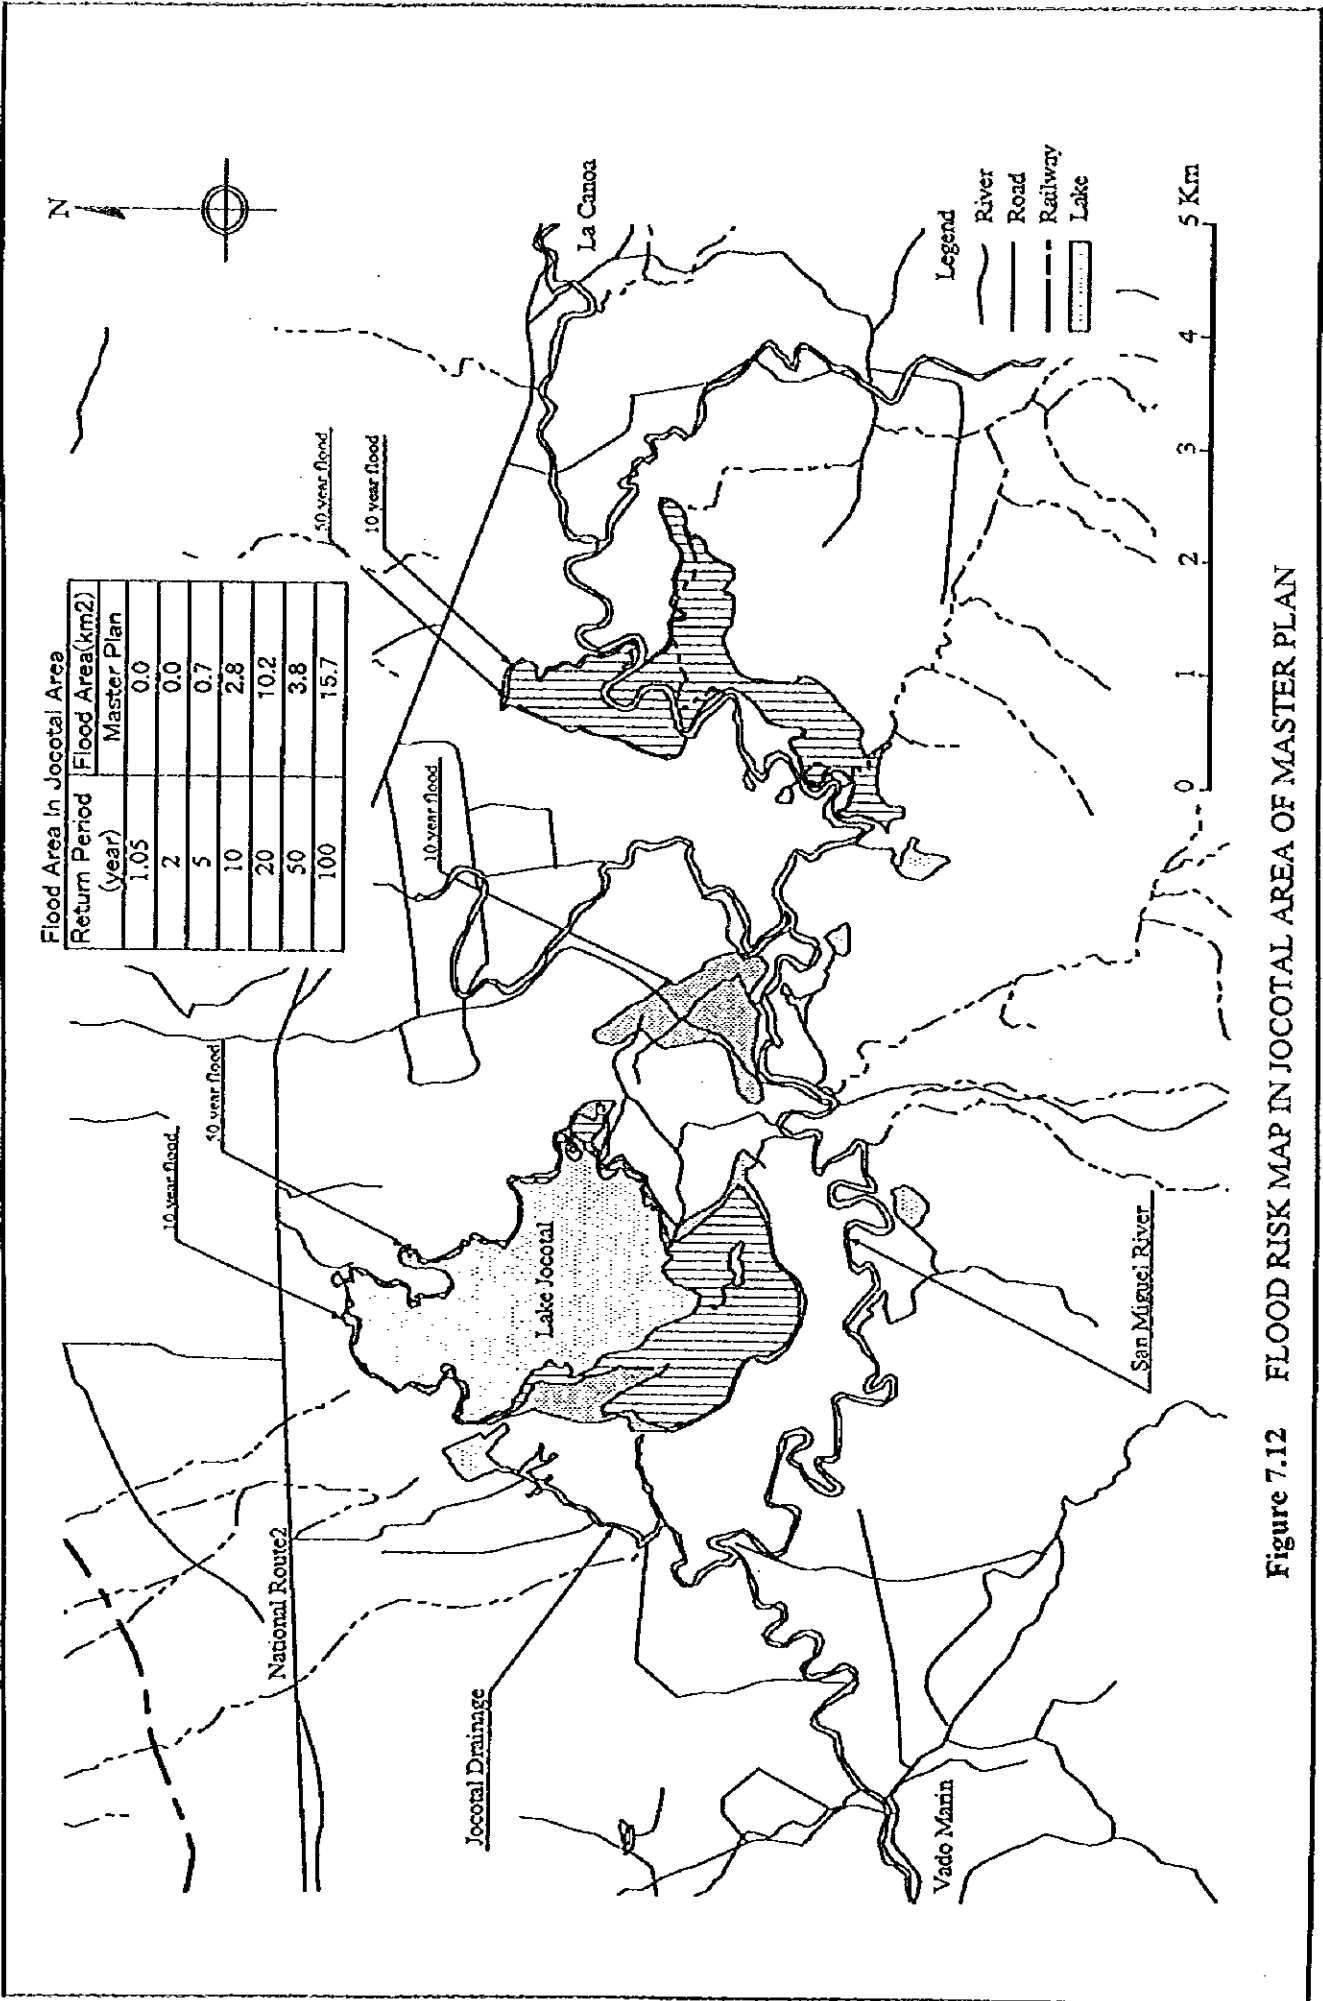 Flood Area In Jocotal Area
Return Period (year) Flood Area(km2) Master Plan
1.05 0.0
2 0.0
5 0.7
10 2.8
20 10.2
50 3.8
100 15.7
N
50 year flood
10 year flood
10 year flood
50 year flood
10 year flood
La Canoa
National Route2
Lake Jocotal
Jocotal Drainage
San Miguel River
Vado Marin
Legend
River
Road
Railway
Lake
0 1 2 3 4 5 Km
Figure 7.12 FLOOD RISK MAP IN JOCOTAL AREA OF MASTER PLAN